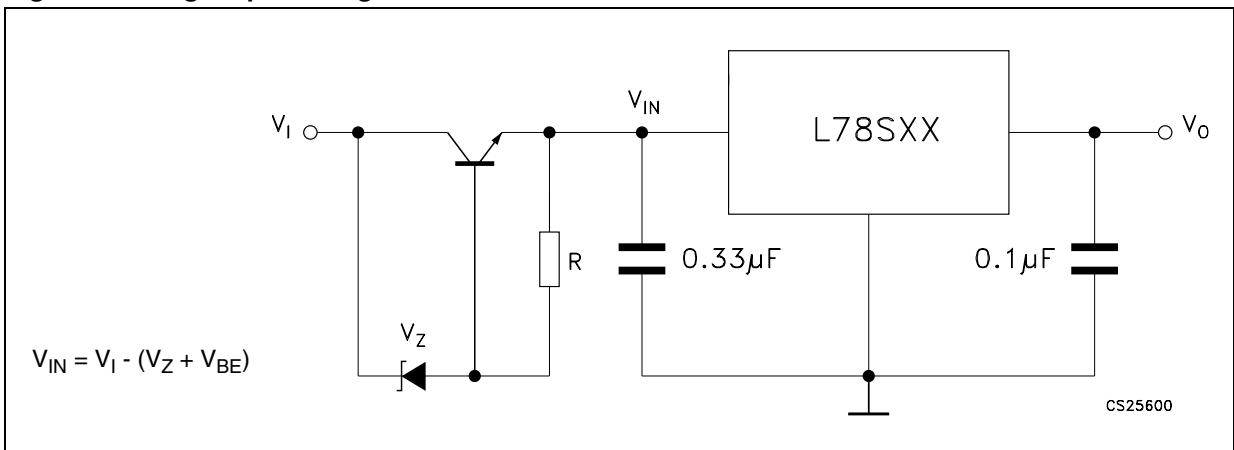 V_I
V_IN
L78SXX
V_O
R
0.33μF
0.1μF
V_Z
V_IN = V_I - (V_Z + V_BE)
CS25600